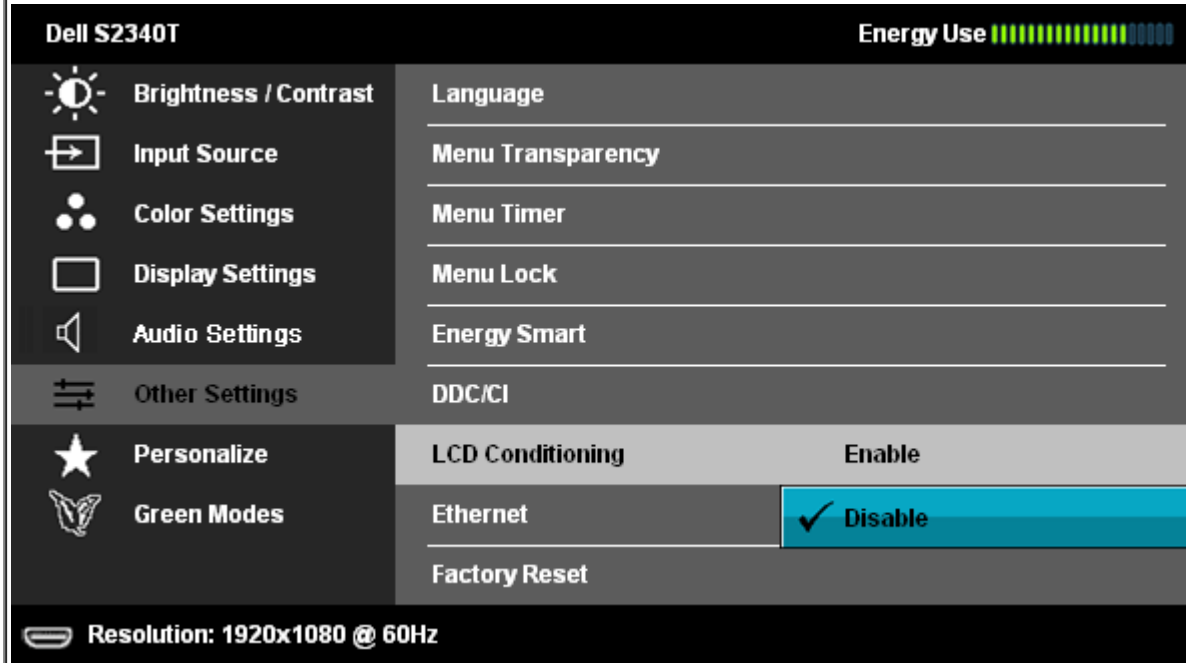 Dell S2340T
Energy Use
Brightness / Contrast
Language
Input Source
Menu Transparency
Color Settings
Menu Timer
Display Settings
Menu Lock
Audio Settings
Energy Smart
Other Settings
DDC/CI
Personalize
LCD Conditioning
Enable
Green Modes
Ethernet
Disable
Factory Reset
Resolution: 1920x1080 @ 60Hz